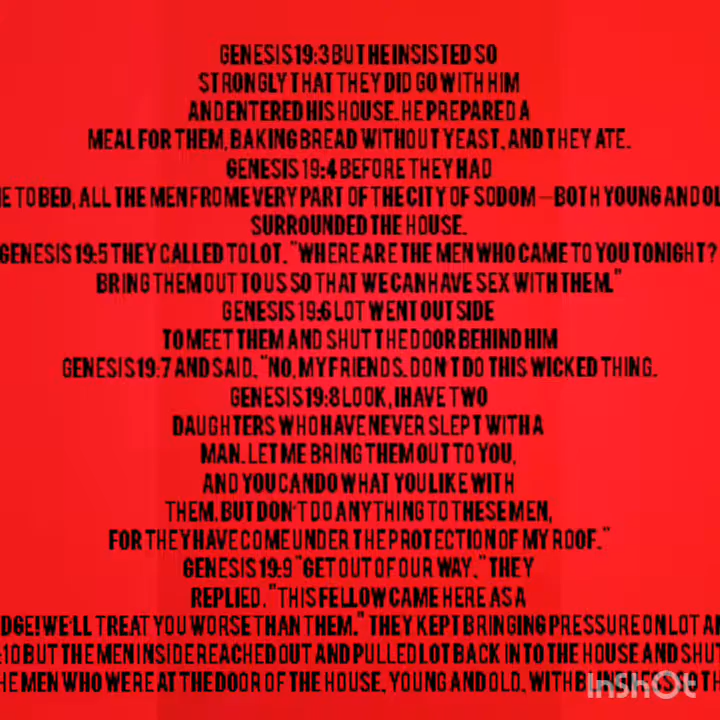 GENESIS 19:3 BUT HE INSISTED SO
STRONGLY THAT THEY DID GO WITH HIM
AND ENTERED HIS HOUSE. HE PREPARED A
MEAL FOR THEM, BAKING BREAD WITHOUT YEAST, AND THEY ATE.
GENESIS 19:4 BEFORE THEY HAD
E TO BED, ALL THE MEN FROM EVERY PART OF THE CITY OF SODOM—BOTH YOUNG AND OL
SURROUNDED THE HOUSE.
GENESIS 19:5 THEY CALLED TO LOT, "WHERE ARE THE MEN WHO CAME TO YOU TONIGHT?
BRING THEM OUT TO US SO THAT WE CAN HAVE SEX WITH THEM."
GENESIS 19:6 LOT WENT OUTSIDE
TO MEET THEM AND SHUT THE DOOR BEHIND HIM
GENESIS 19:7 AND SAID, "NO, MY FRIENDS. DON'T DO THIS WICKED THING.
GENESIS 19:8 LOOK, I HAVE TWO
DAUGHTERS WHO HAVE NEVER SLEPT WITH A
MAN. LET ME BRING THEM OUT TO YOU,
AND YOU CAN DO WHAT YOU LIKE WITH
THEM. BUT DON'T DO ANYTHING TO THESE MEN,
FOR THEY HAVE COME UNDER THE PROTECTION OF MY ROOF."
GENESIS 19:9 "GET OUT OF OUR WAY," THEY
REPLIED. "THIS FELLOW CAME HERE AS A
DGE! WE'LL TREAT YOU WORSE THAN THEM." THEY KEPT BRINGING PRESSURE ON LOT AN
:10 BUT THE MEN INSIDE REACHED OUT AND PULLED LOT BACK INTO THE HOUSE AND SHUT
HE MEN WHO WERE AT THE DOOR OF THE HOUSE, YOUNG AND OLD, WITH BLINDNESS SO TH
InShOt